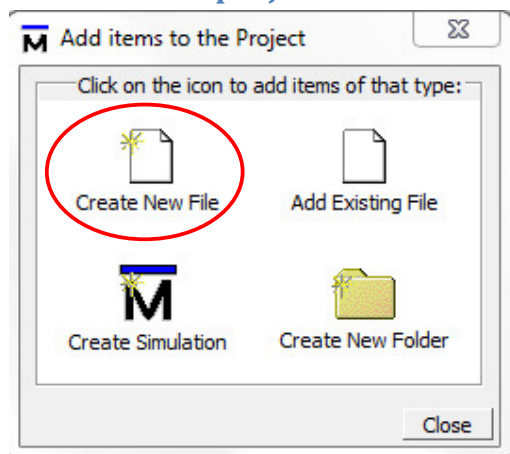 Add items to the Project
Click on the icon to add items of that type:
Create New File
Add Existing File
Create Simulation
Create New Folder
Close